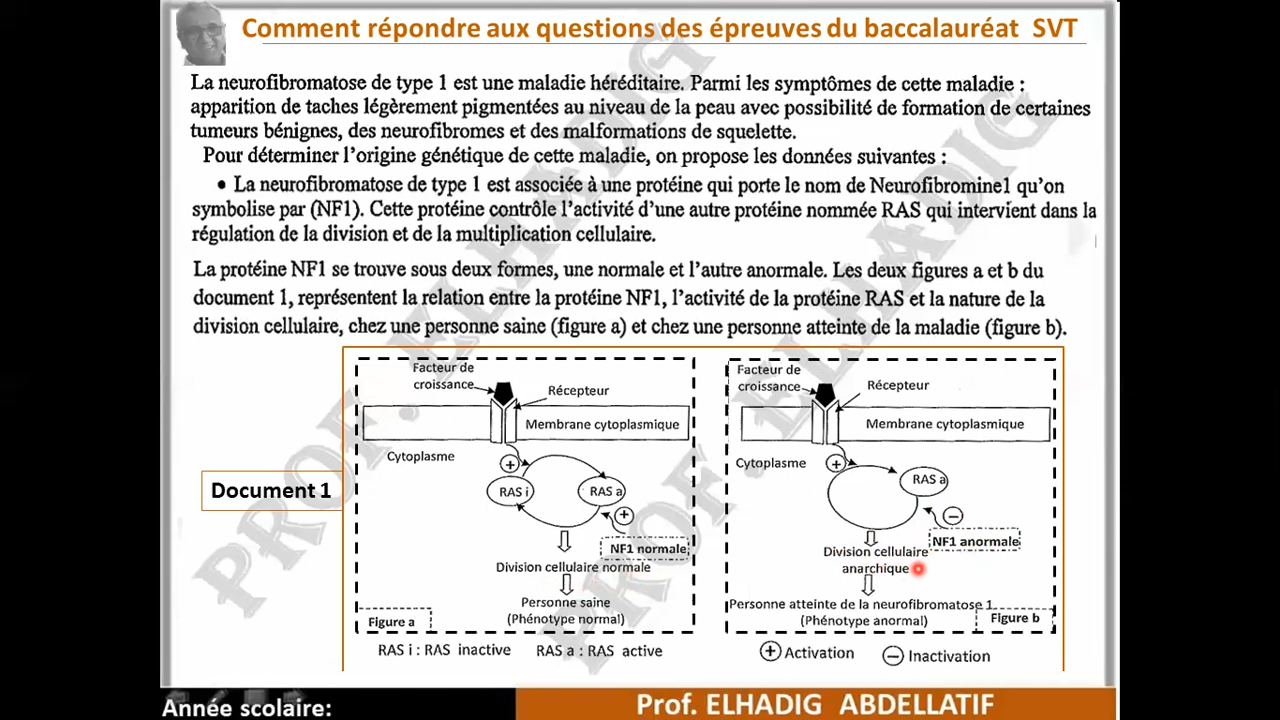 Comment répondre aux questions des épreuves du baccalauréat SVT
La neurofibromatose de type 1 est une maladie héréditaire. Parmi les symptômes de cette maladie :
apparition de taches légèrement pigmentées au niveau de la peau avec possibilité de formation de certaines
tumeurs bénignes, des neurofibromes et des malformations de squelette.
Pour déterminer l'origine génétique de cette maladie, on propose les données suivantes :
• La neurofibromatose de type 1 est associée à une protéine qui porte le nom de Neurofibromine1 qu'on
symbolise par (NF1). Cette protéine contrôle l'activité d'une autre protéine nommée RAS qui intervient dans la
régulation de la division et de la multiplication cellulaire.
La protéine NF1 se trouve sous deux formes, une normale et l'autre anormale. Les deux figures a et b du
document 1, représentent la relation entre la protéine NF1, l'activité de la protéine RAS et la nature de la
division cellulaire, chez une personne saine (figure a) et chez une personne atteinte de la maladie (figure b).
Document 1
Facteur de
croissance
Récepteur
Membrane cytoplasmique
Cytoplasme
+
RAS i
RAS a
+
NF1 normale
Division cellulaire normale
Personne saine
(Phénotype normal)
Figure a
RAS i : RAS inactive
RAS a : RAS active
Facteur de
croissance
Récepteur
Membrane cytoplasmique
Cytoplasme
+
RAS a
−
NF1 anormale
Division cellulaire
anarchique
Personne atteinte de la neurofibromatose 1
(Phénotype anormal)
Figure b
+ Activation
− Inactivation
PROF. ELHADIG
PROF. ELHADIG
Année scolaire:
Prof. ELHADIG ABDELLATIF